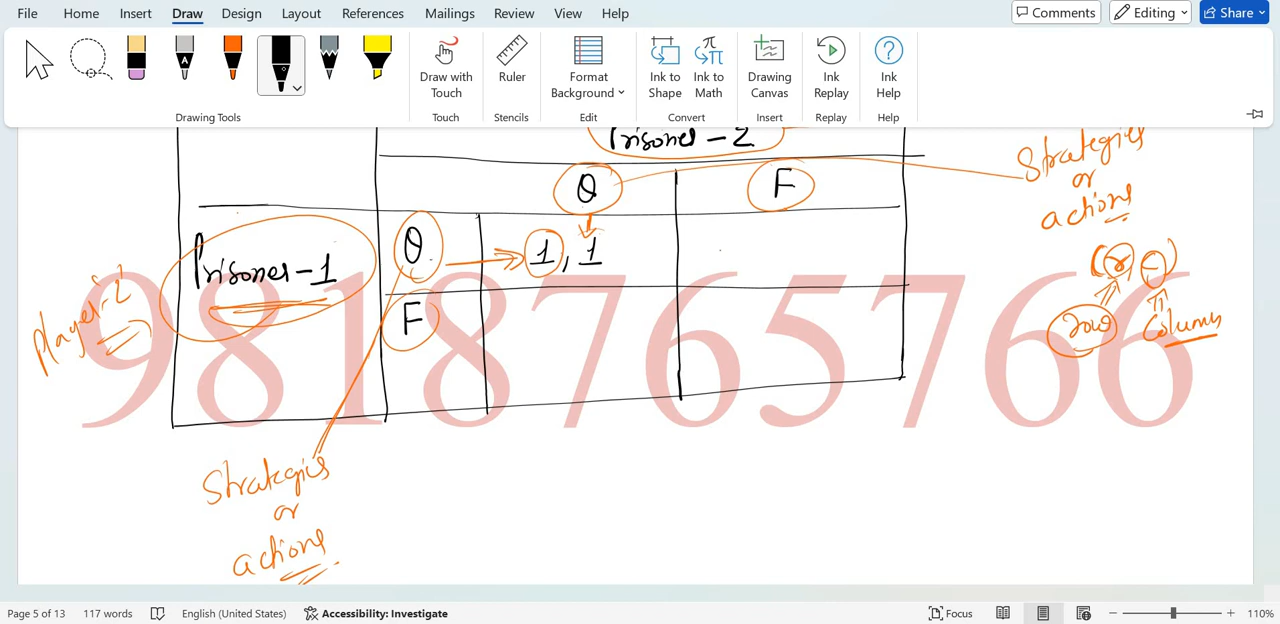 File Home Insert Draw Design Layout References Mailings Review View Help Comments Editing Share
Draw with Touch
Ruler
Format Background
Ink to Shape
Ink to Math
Drawing Canvas
Ink Replay
Ink Help
Drawing Tools Touch Stencils Edit Convert Insert Replay Help
Prisoner-2
Strategies
or
actions
Q F
Prisoner-1
Q 1, 1
F
Player-
row Column
9818765766
Strategies
or
actions
Page 5 of 13 117 words English (United States) Accessibility: Investigate Focus 110%